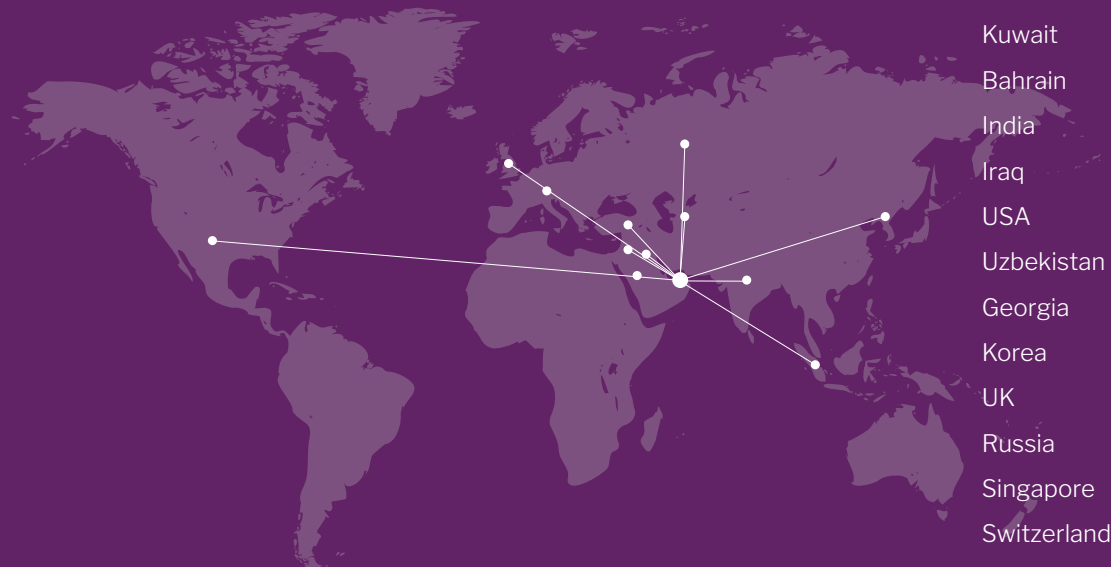 Kuwait
Bahrain
India
Iraq
USA
Uzbekistan
Georgia
Korea
UK
Russia
Singapore
Switzerland